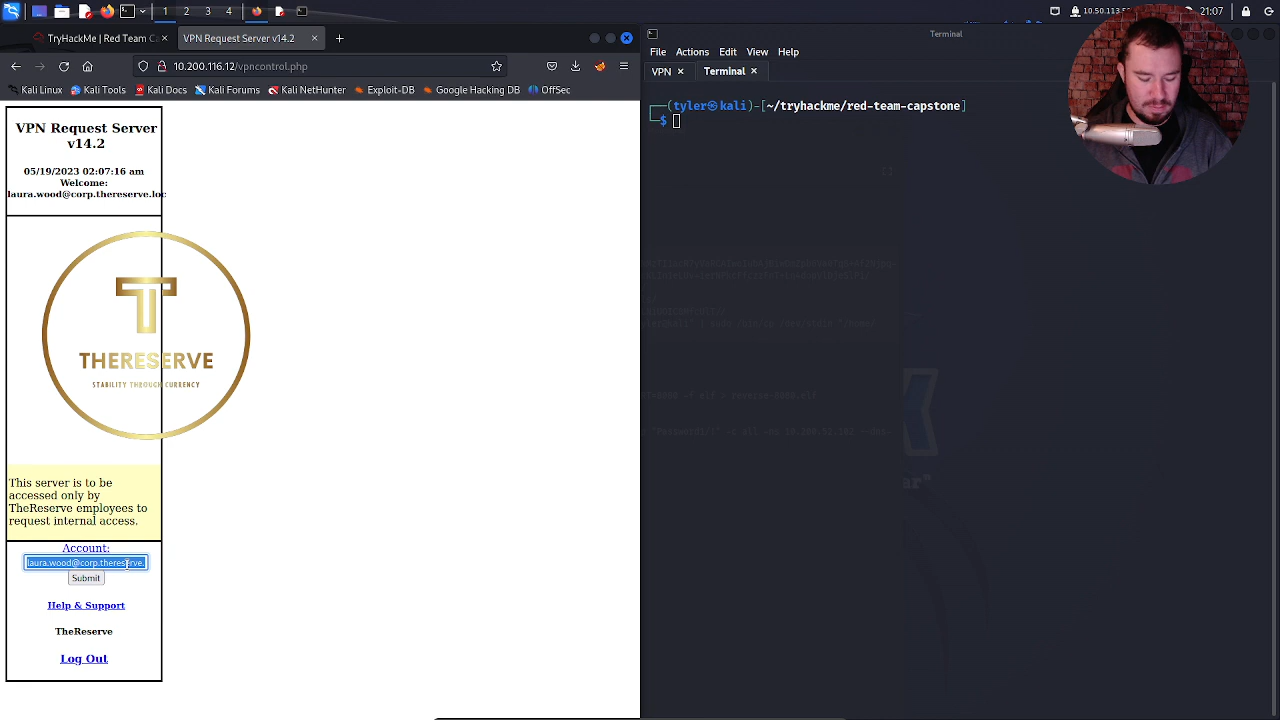 1
2
3
4
10.50.113.5
21:07
TryHackMe | Red Team Ca
VPN Request Server v14.2
Terminal
10.200.116.12/vpncontrol.php
File
Actions
Edit
View
Help
VPN
Terminal
Kali Linux
Kali Tools
Kali Docs
Kali Forums
Kali NetHunter
Exploit-DB
Google Hacking DB
OffSec
┌──(tyler㉿kali)-[~/tryhackme/red-team-capstone]
└─$
VPN Request Server
v14.2
05/19/2023 02:07:16 am
Welcome:
laura.wood@corp.thereserve.loc
T
THERESERVE
STABILITY THROUGH CURRENCY
This server is to be
accessed only by
TheReserve employees to
request internal access.
Account:
laura.wood@corp.thereserve.
Submit
Help & Support
TheReserve
Log Out